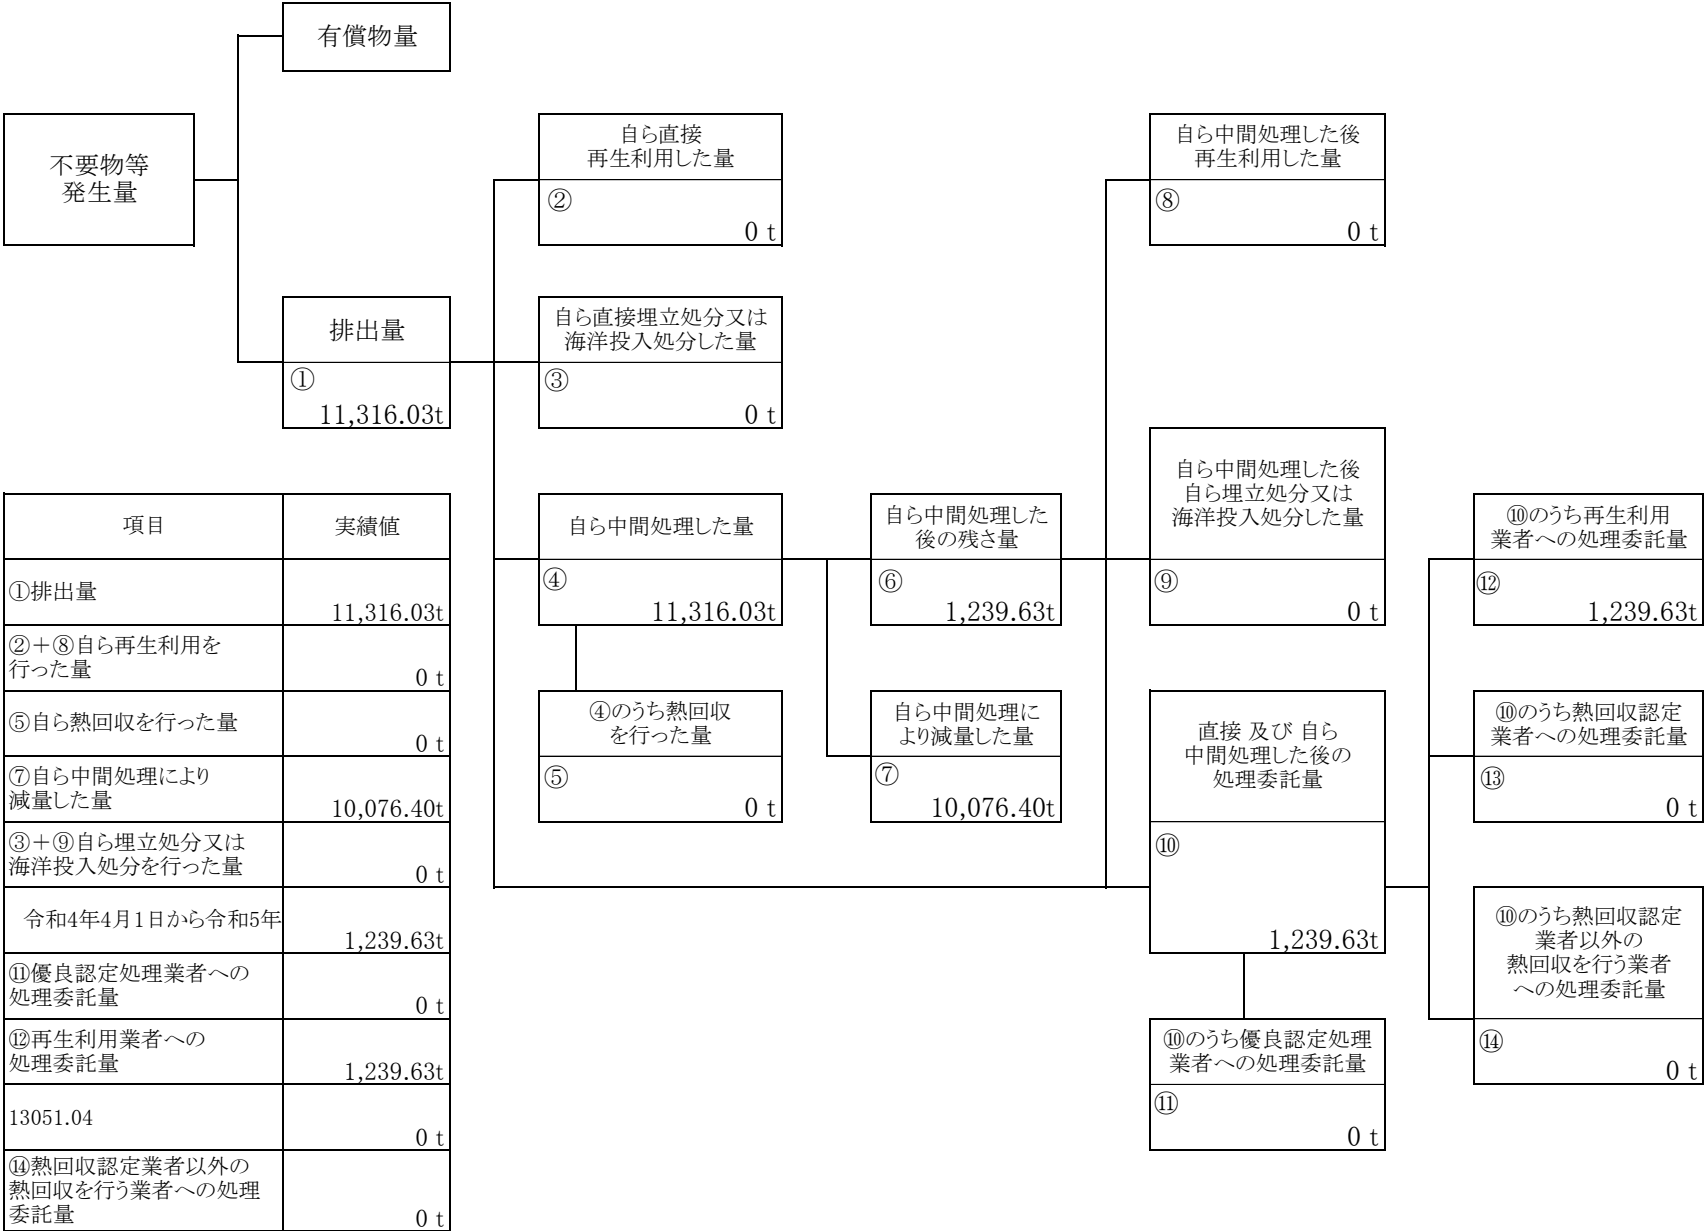 有償物量
不要物等
発生量
排出量
①
11,316.03t
自ら直接
再生利用した量
②
0 t
自ら直接埋立処分又は
海洋投入処分した量
③
0 t
自ら中間処理した量
④
11,316.03t
④のうち熱回収
を行った量
⑤
0 t
自ら中間処理した
後の残さ量
⑥
1,239.63t
自ら中間処理に
より減量した量
⑦
10,076.40t
自ら中間処理した後
再生利用した量
⑧
0 t
自ら中間処理した後
自ら埋立処分又は
海洋投入処分した量
⑨
0 t
直接 及び 自ら
中間処理した後の
処理委託量
⑩
1,239.63t
⑩のうち優良認定処理
業者への処理委託量
⑪
0 t
⑩のうち再生利用
業者への処理委託量
⑫
1,239.63t
⑩のうち熱回収認定
業者への処理委託量
⑬
0 t
⑩のうち熱回収認定
業者以外の
熱回収を行う業者
への処理委託量
⑭
0 t
項目
実績値
①排出量
11,316.03t
②＋⑧自ら再生利用を
行った量
0 t
⑤自ら熱回収を行った量
0 t
⑦自ら中間処理により
減量した量
10,076.40t
③＋⑨自ら埋立処分又は
海洋投入処分を行った量
0 t
令和4年4月1日から令和5年
1,239.63t
⑪優良認定処理業者への
処理委託量
0 t
⑫再生利用業者への
処理委託量
1,239.63t
13051.04
0 t
⑭熱回収認定業者以外の
熱回収を行う業者への処理
委託量
0 t